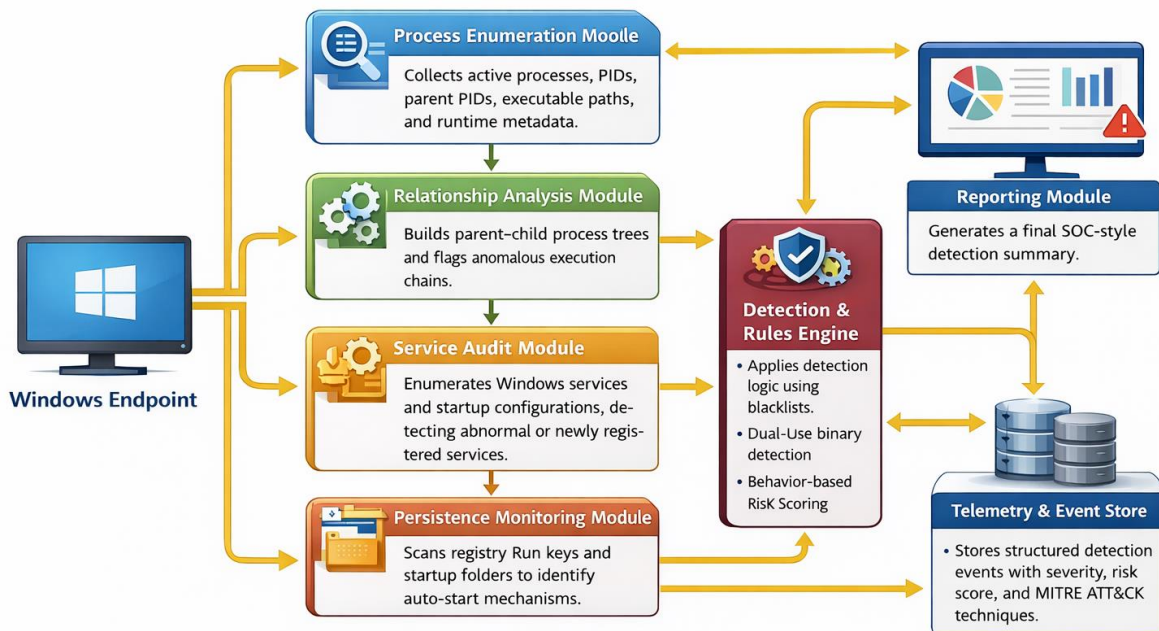 Process Enumeration Moolle
Collects active processes, PIDs,
parent PIDs, executable paths,
and runtime metadata.
Relationship Analysis Module
Builds parent–child process trees
and flags anomalous execution
chains.
Service Audit Module
Enumerates Windows services
and startup configurations, de-
tecting abnormal or newly regis-
tered services.
Persistence Monitoring Module
Scans registry Run keys and
startup folders to identify
auto-start mechanisms.
Windows Endpoint
Detection &
Rules Engine
• Applies detection
logic using
blacklists.
• Dual-Use binary
detection
• Behavior-based
Risk Scoring
Reporting Module
Generates a final SOC-style
detection summary.
Telemetry & Event Store
• Stores structured detection
events with severity, risk
score, and MITRE ATT&CK
techniques.